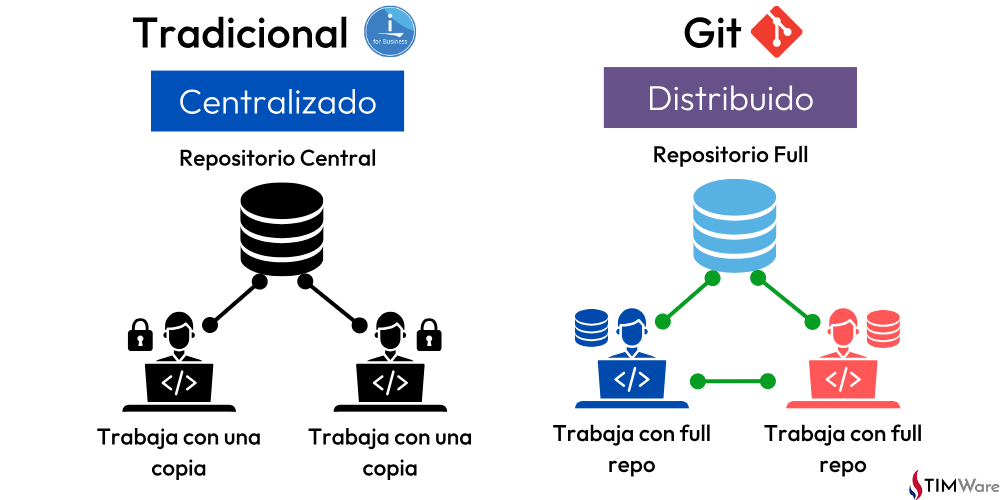 Tradicional
i
for Business
Centralizado
Repositorio Central
</>
</>
Trabaja con una
copia
Trabaja con una
copia
Git
Distribuido
Repositorio Full
</>
</>
Trabaja con full
repo
Trabaja con full
repo
TIMWare